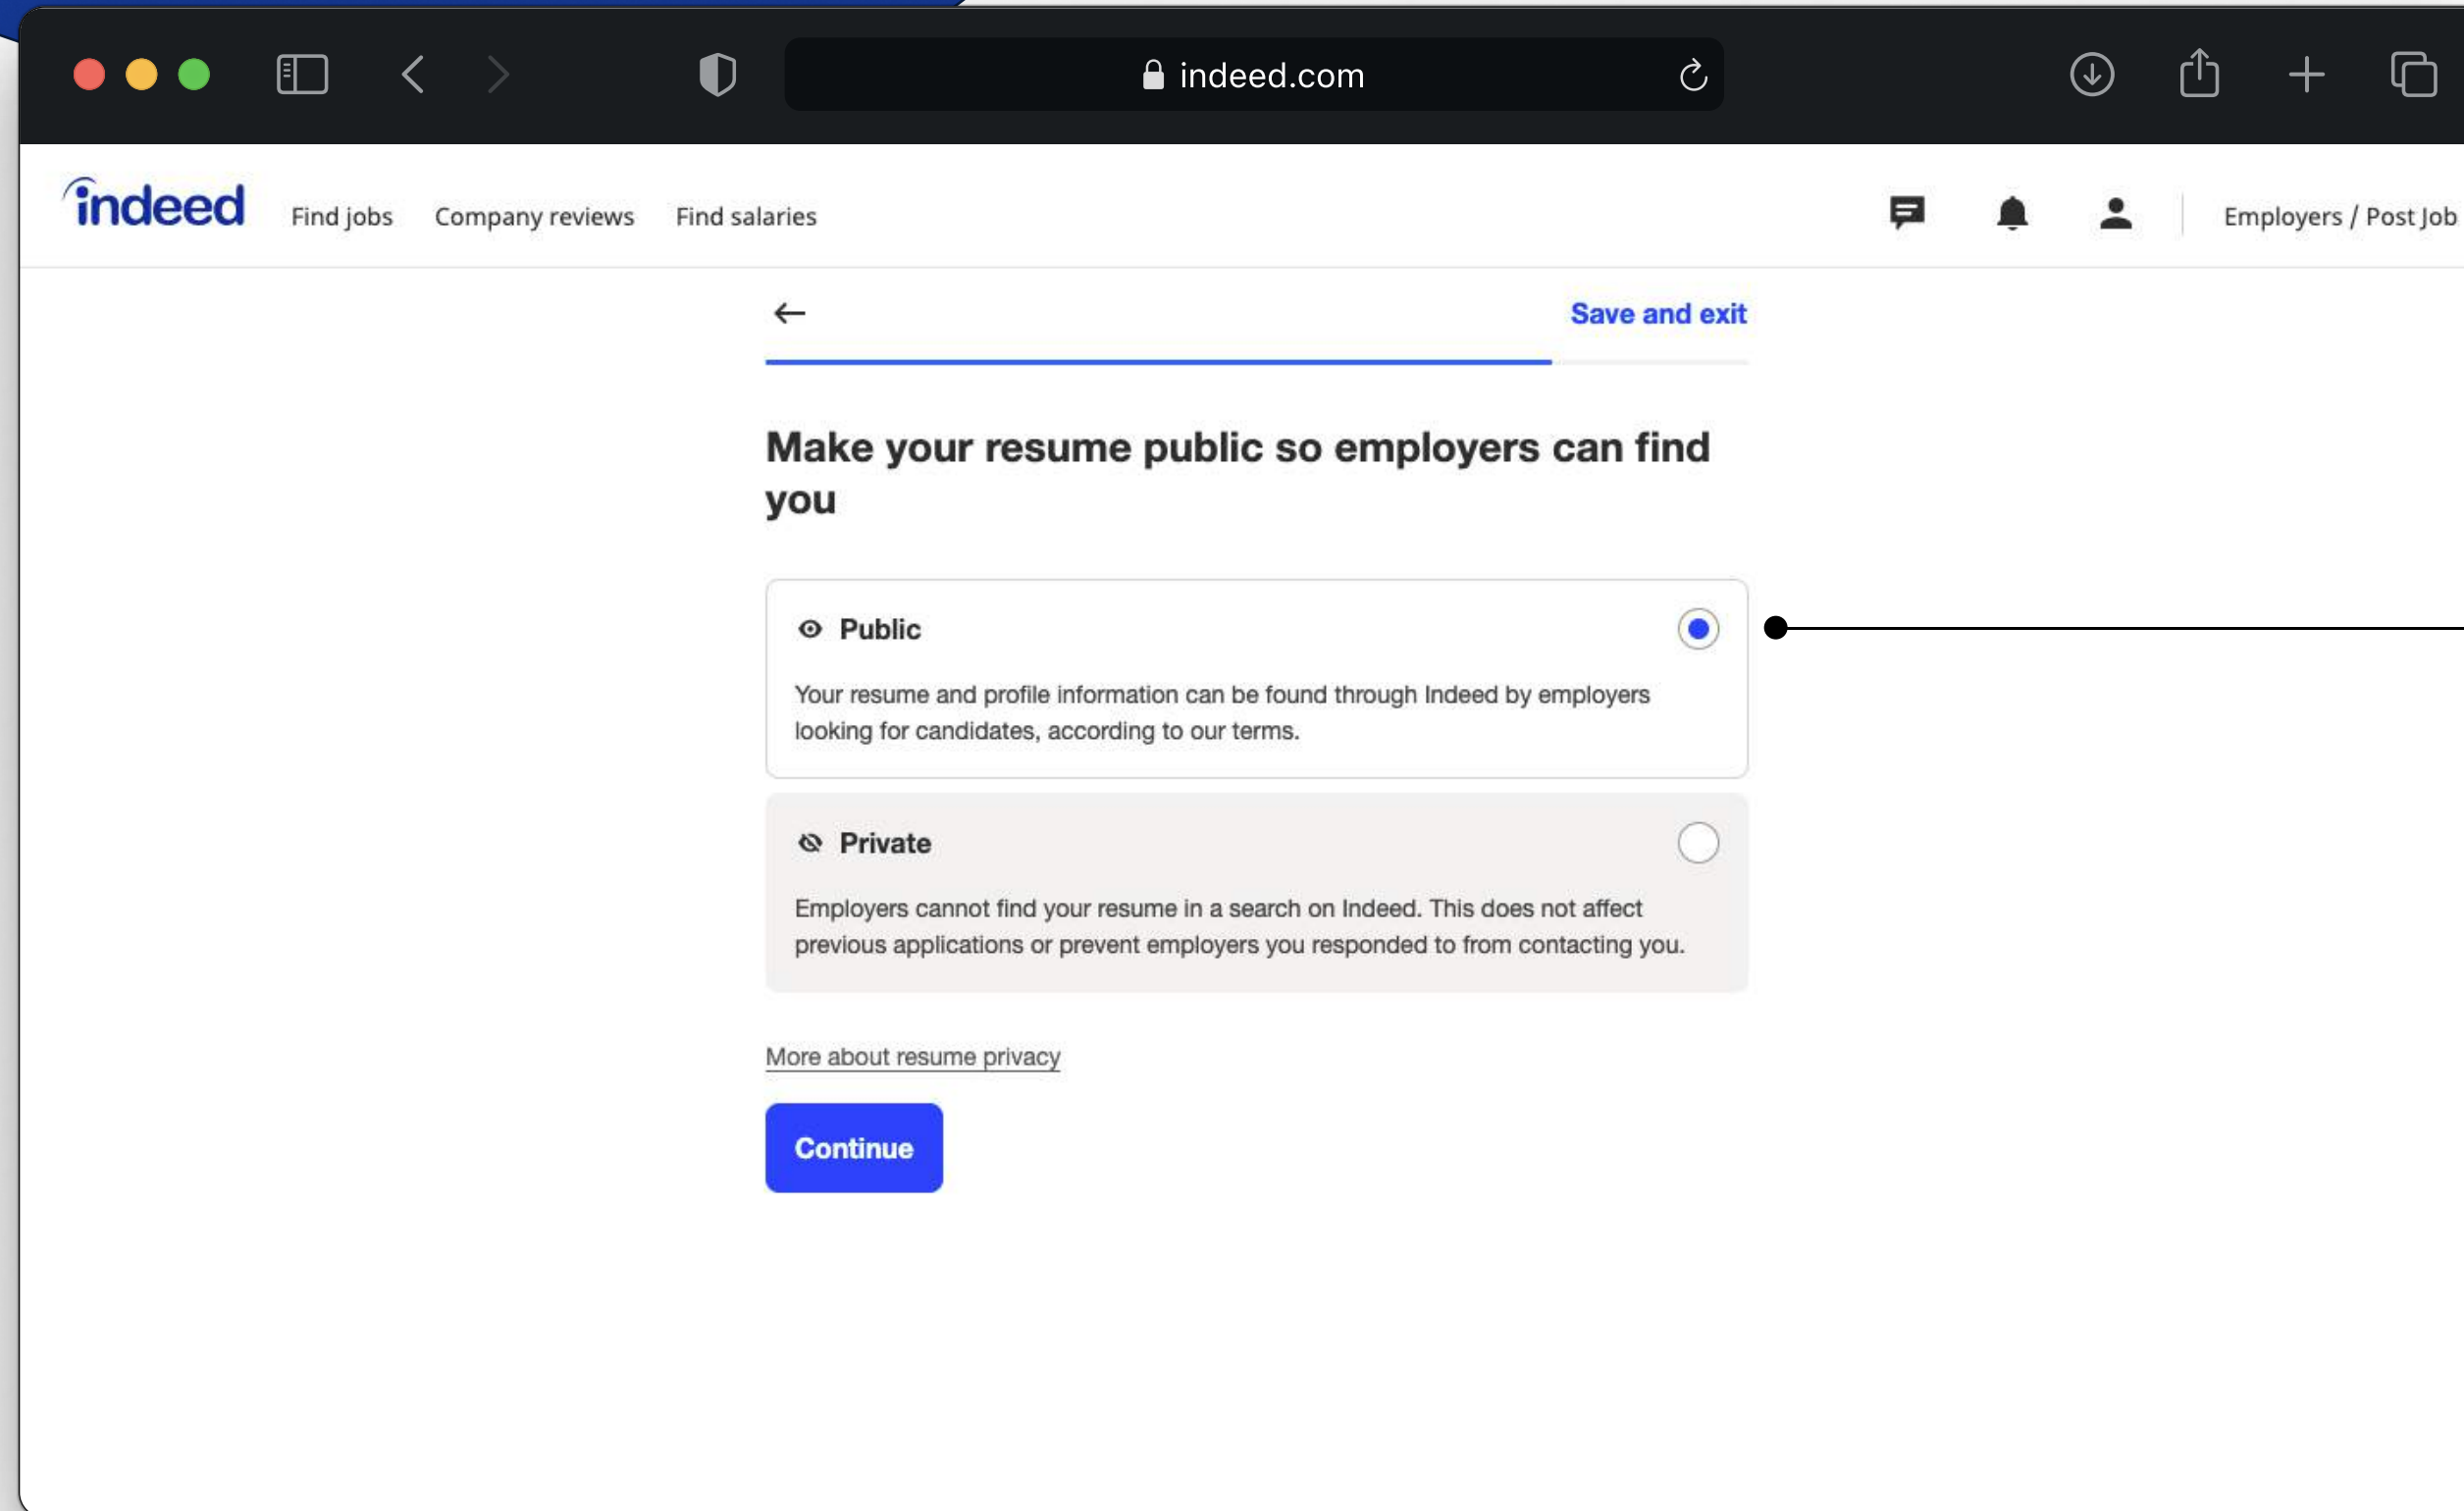 indeed.com
indeed
Find jobs
Company reviews
Find salaries
Employers / Post Job
Save and exit
Make your resume public so employers can find
you
Public
Your resume and profile information can be found through Indeed by employers
looking for candidates, according to our terms.
Private
Employers cannot find your resume in a search on Indeed. This does not affect
previous applications or prevent employers you responded to from contacting you.
More about resume privacy
Continue